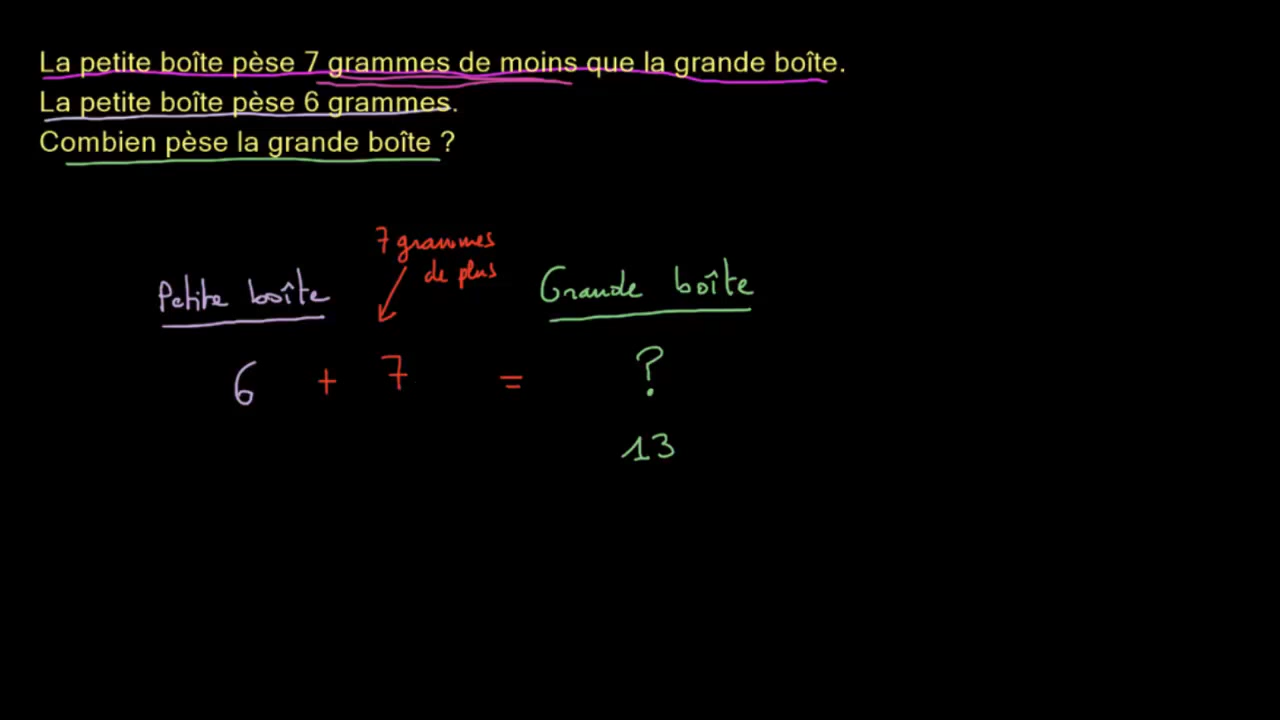 La petite boîte pèse 7 grammes de moins que la grande boîte.
La petite boîte pèse 6 grammes.
Combien pèse la grande boîte ?
7 grammes
de plus
Petite boîte
Grande boîte
6 + 7 = ?
13